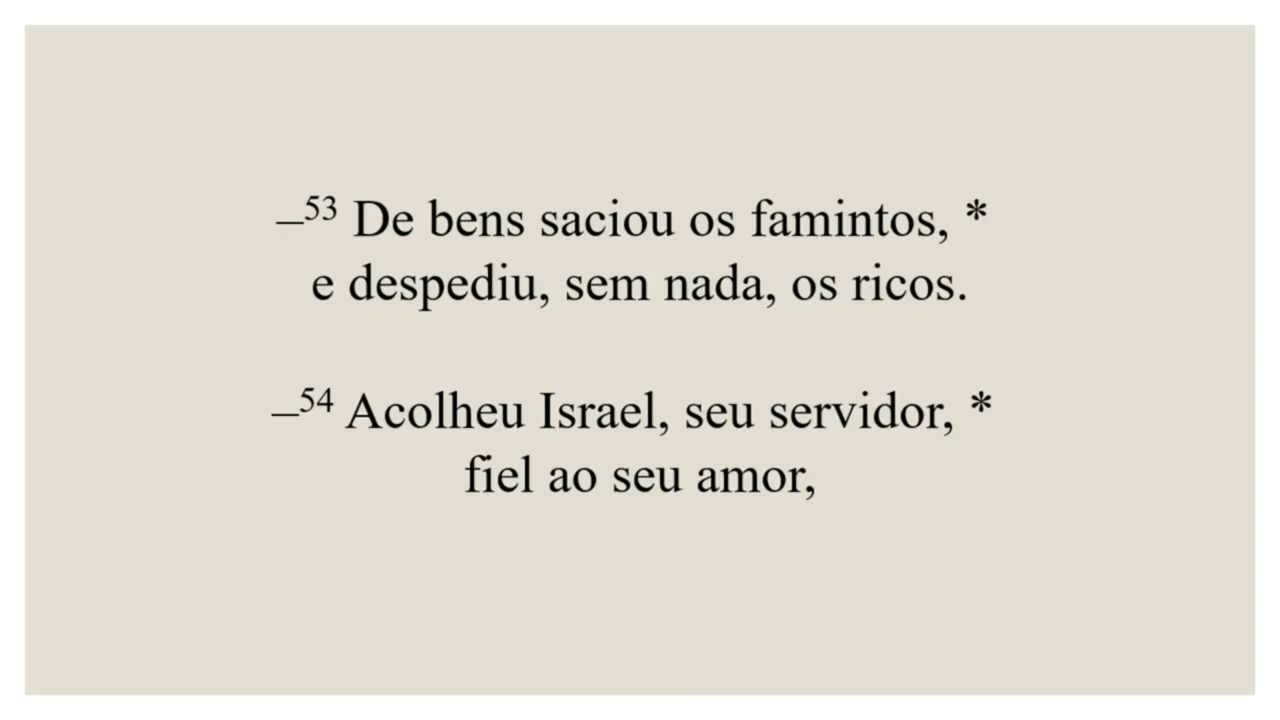 –53 De bens saciou os famintos, *
e despediu, sem nada, os ricos.
–54 Acolheu Israel, seu servidor, *
fiel ao seu amor,